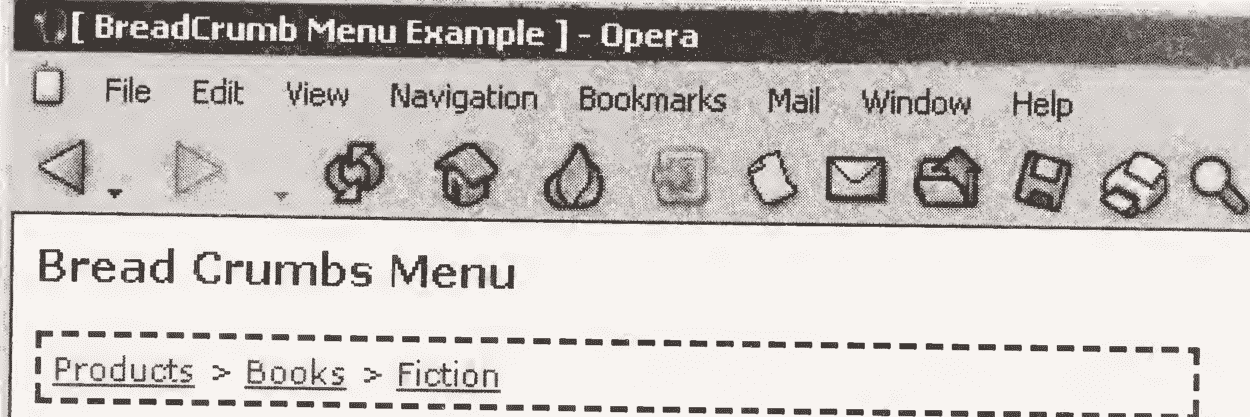 [ BreadCrumb Menu Example ] - Opera
File Edit View Navigation Bookmarks Mail Window Help
Bread Crumbs Menu
Products > Books > Fiction